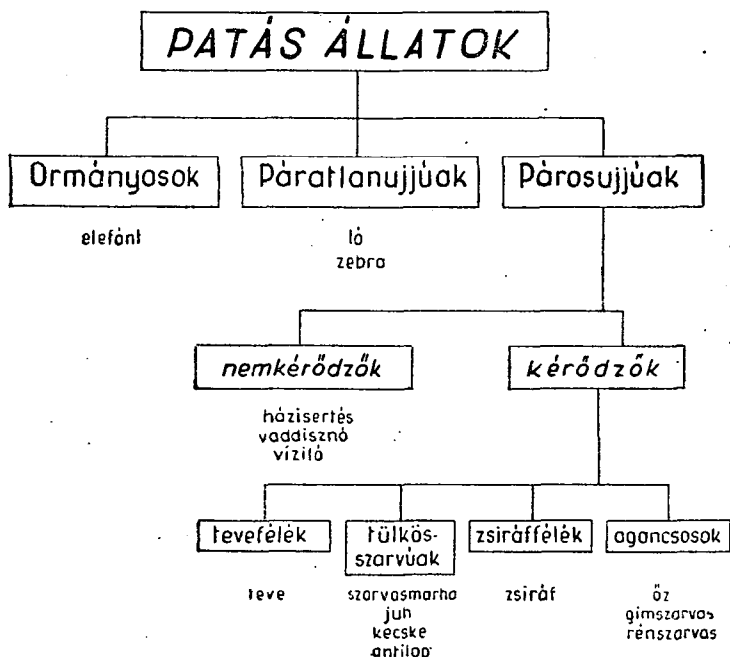 PATÁS ÁLLATOK
Ormányosok
Páratlanujjúak
Párosujjúak
elefánt
ló
zebra
nemkérődzők
kérődzők
házisertés
vaddisznó
víziló
tevefélék
tülkös-
szarvúak
zsiráffélék
agancsosok
teve
szarvasmarha
juh
kecske
antilop
zsiráf
őz
gímszarvas
rénszarvas